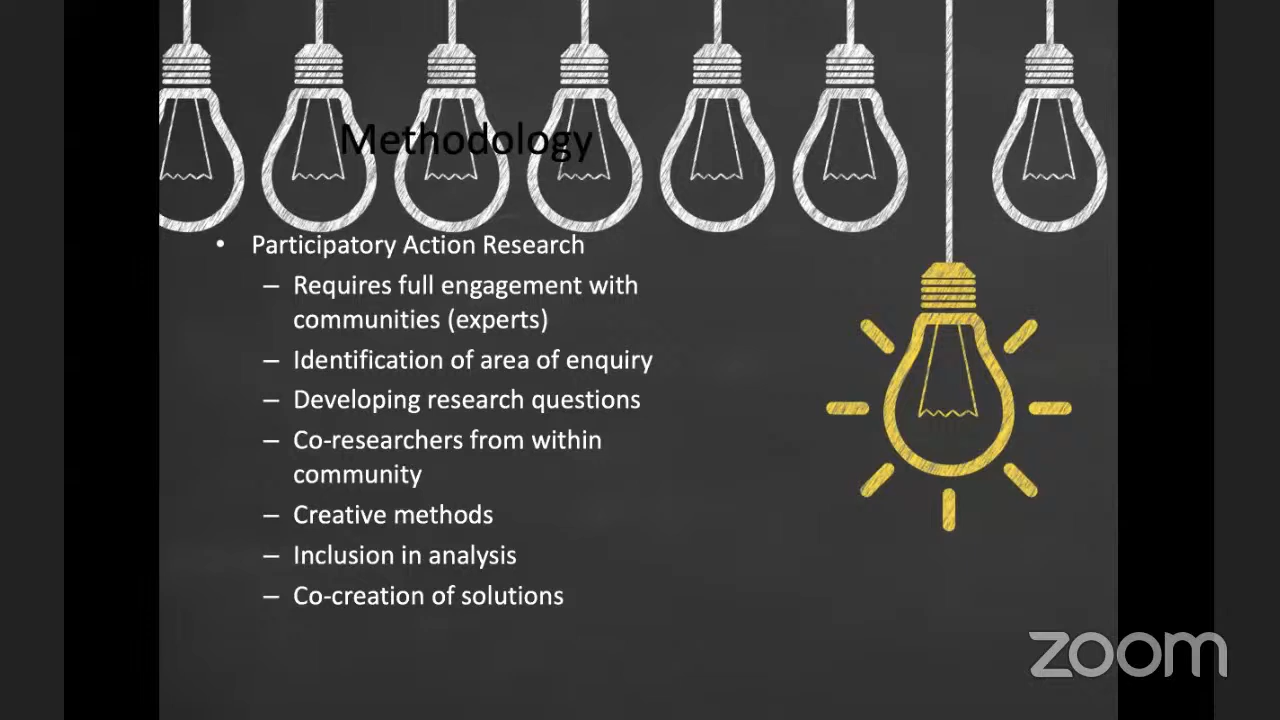 Methodology
• Participatory Action Research
– Requires full engagement with
communities (experts)
– Identification of area of enquiry
– Developing research questions
– Co-researchers from within
community
– Creative methods
– Inclusion in analysis
– Co-creation of solutions
zoom